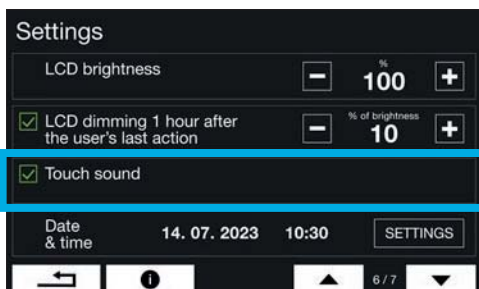 Settings
LCD brightness
%
100
LCD dimming 1 hour after
the user's last action
% of brightness
10
Touch sound
Date
& time
14. 07. 2023
10:30
SETTINGS
6/7